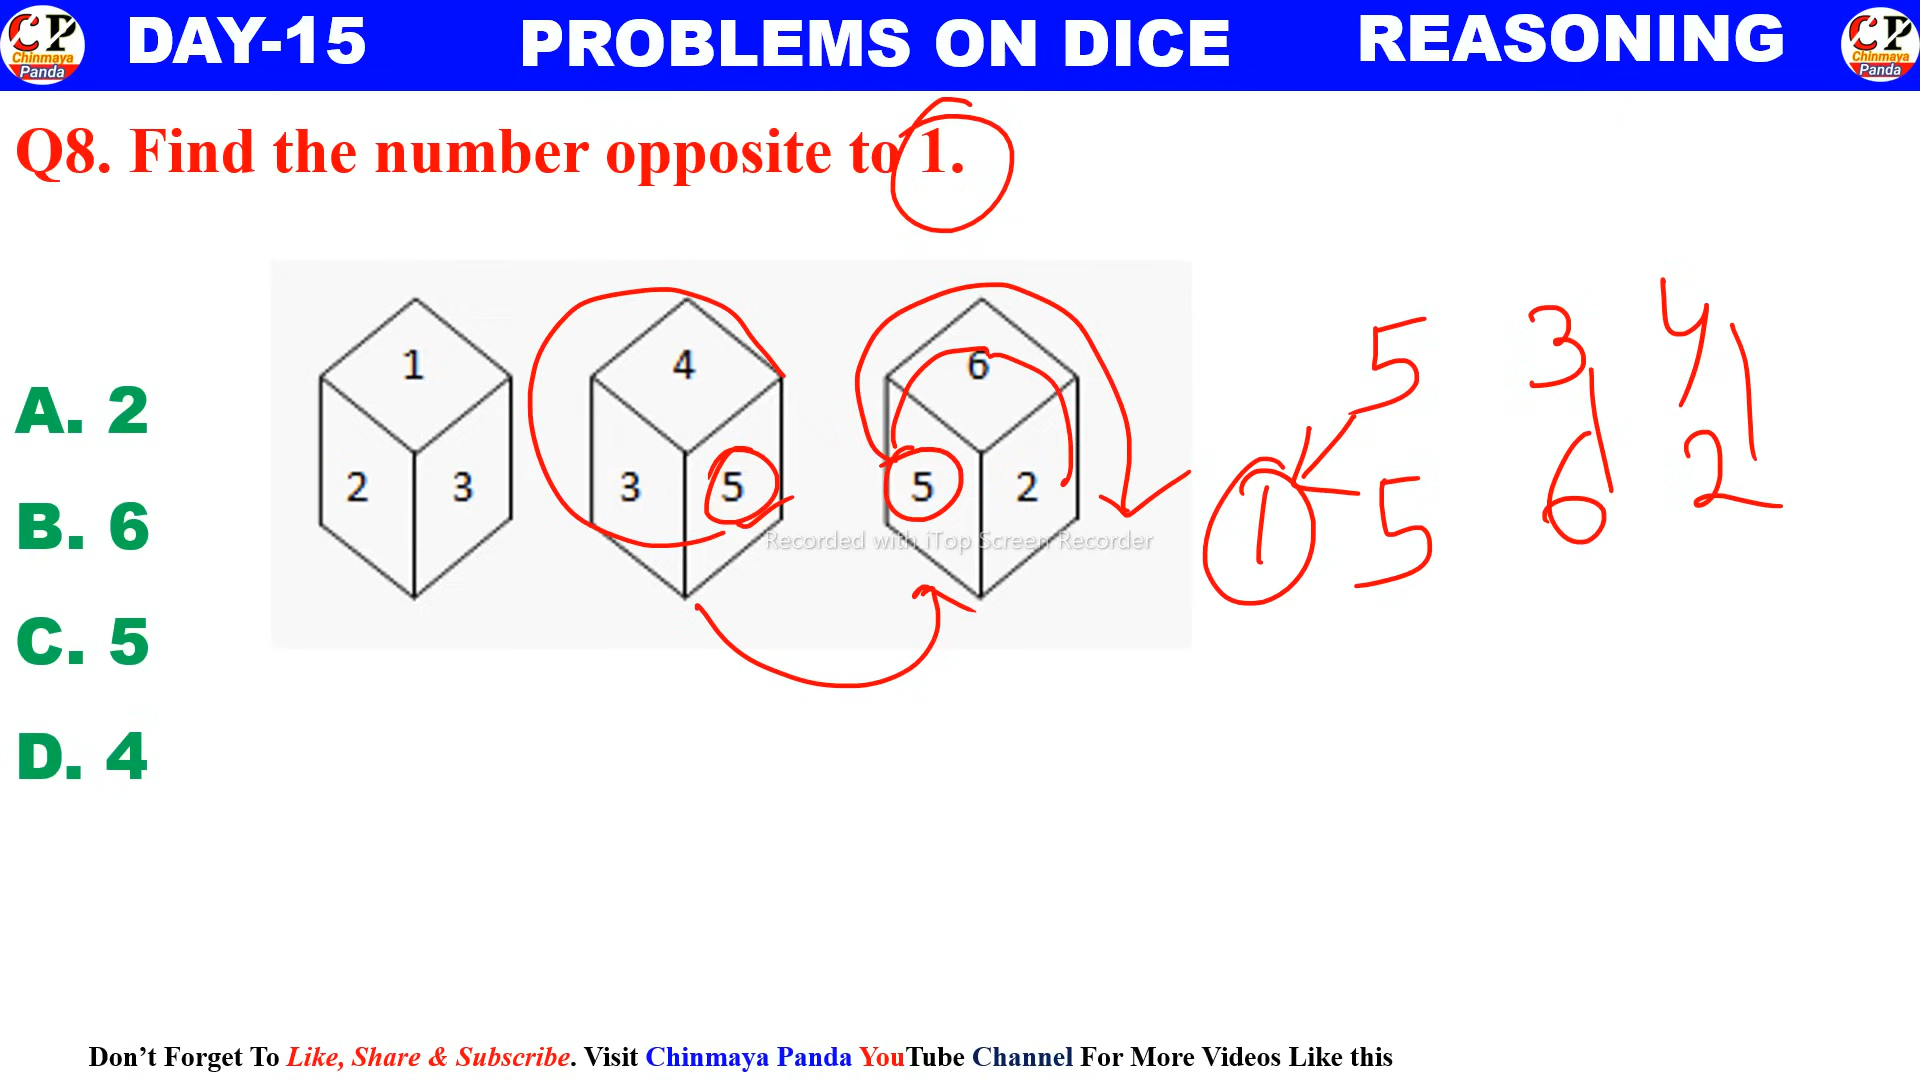 CP DAY-15 PROBLEMS ON DICE REASONING CP
Chinmaya Panda Chinmaya Panda
Q8. Find the number opposite to 1.
1 4 6
2 3 3 5 5 2
Recorded with iTop Screen Recorder
5 3 4
1 5 6 2
A. 2
B. 6
C. 5
D. 4
Don’t Forget To Like, Share & Subscribe. Visit Chinmaya Panda YouTube Channel For More Videos Like this